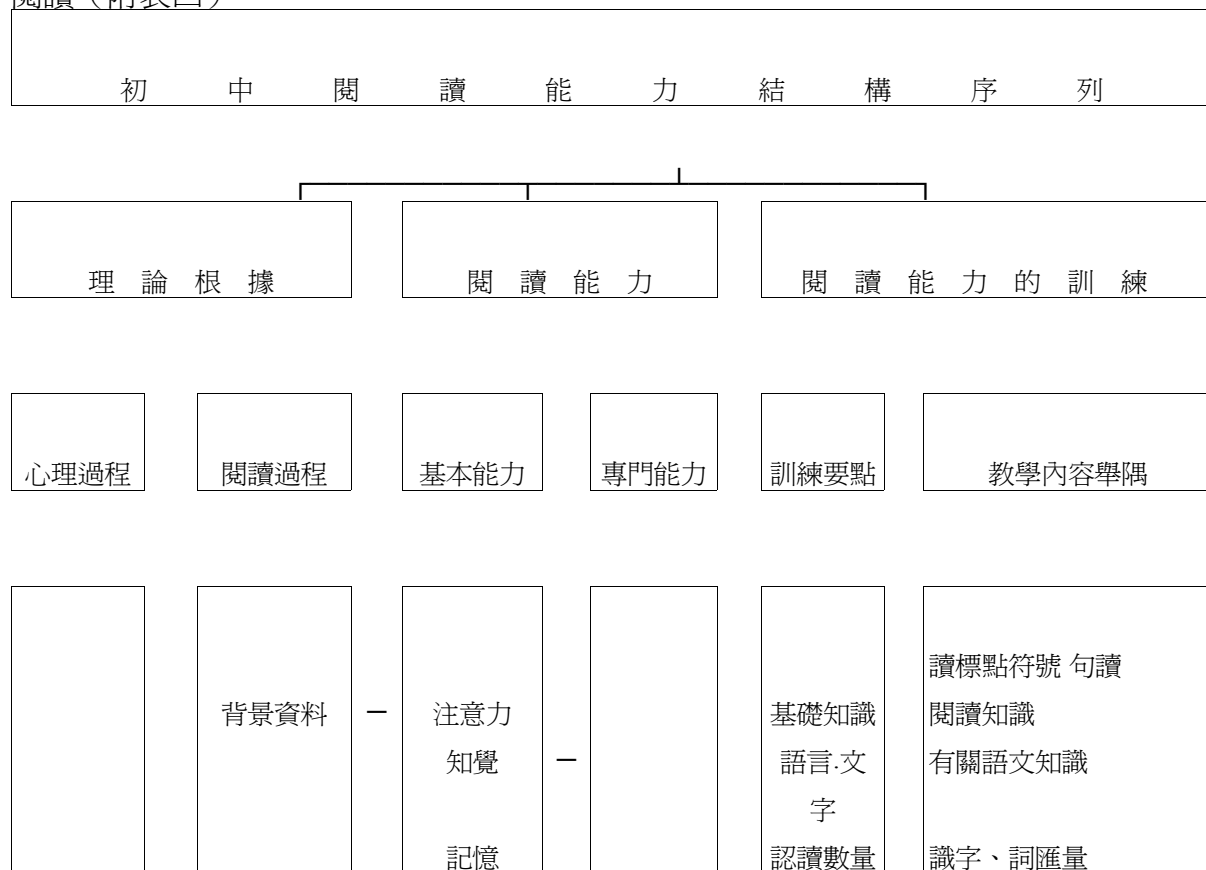 閱讀（附表四）
初中閱讀能力結構序列
理論根據 閱讀能力 閱讀能力的訓練
心理過程 閱讀過程 基本能力 專門能力 訓練要點 教學內容舉隅
讀標點符號 句讀
背景資料 － 注意力 基礎知識 閱讀知識
知覺 － 語言.文 有關語文知識
字
記憶 認讀數量 識字、詞匯量